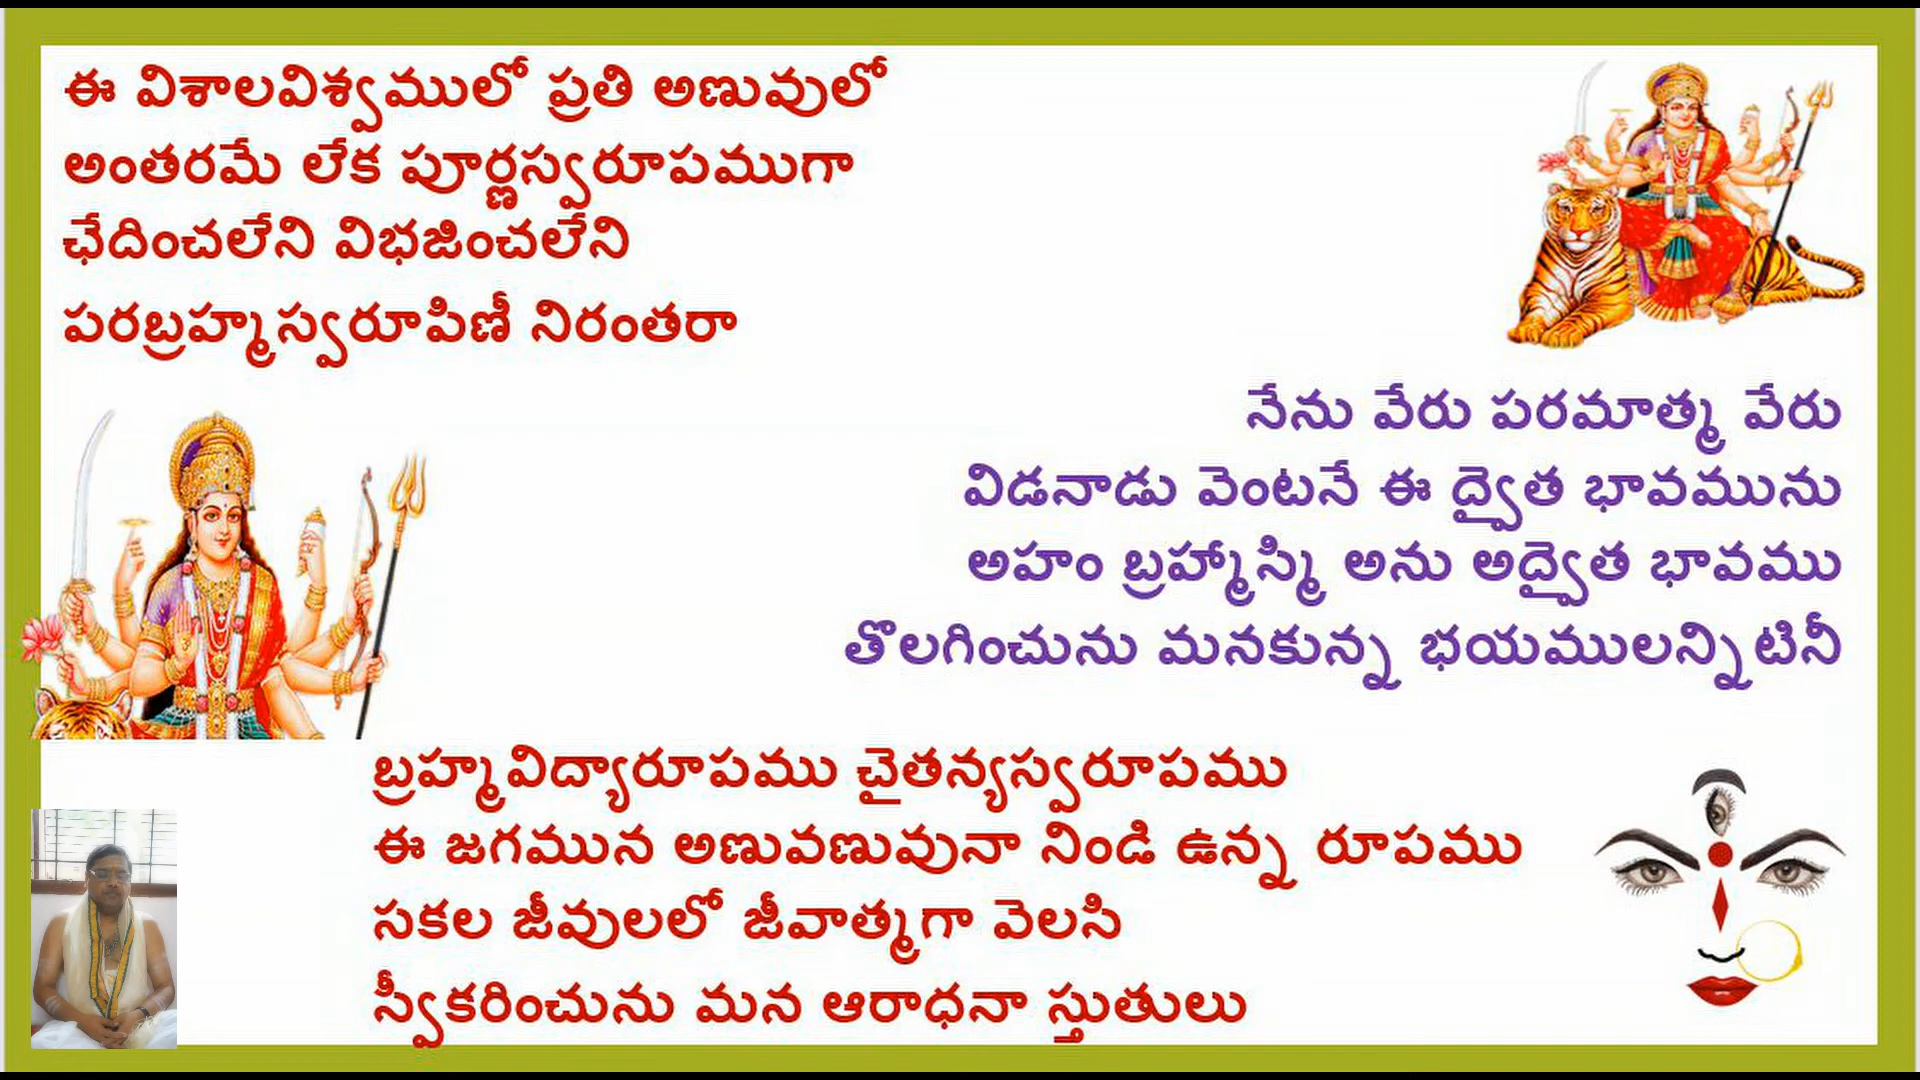 ఈ విశాలవిశ్వములో ప్రతి అణువులో
అంతరమే లేక పూర్ణస్వరూపముగా
ఛేదించలేని విభజించలేని
పరబ్రహ్మస్వరూపిణీ నిరంతరా
నేను వేరు పరమాత్మ వేరు
విడనాడు వెంటనే ఈ ద్వైత భావమును
అహం బ్రహ్మాస్మి అను అద్వైత భావము
తొలగించును మనకున్న భయములన్నిటినీ
బ్రహ్మవిద్యారూపము చైతన్యస్వరూపము
ఈ జగమున అణువణువునా నిండి ఉన్న రూపము
సకల జీవులలో జీవాత్మగా వెలసి
స్వీకరించును మన ఆరాధనా స్తుతులు